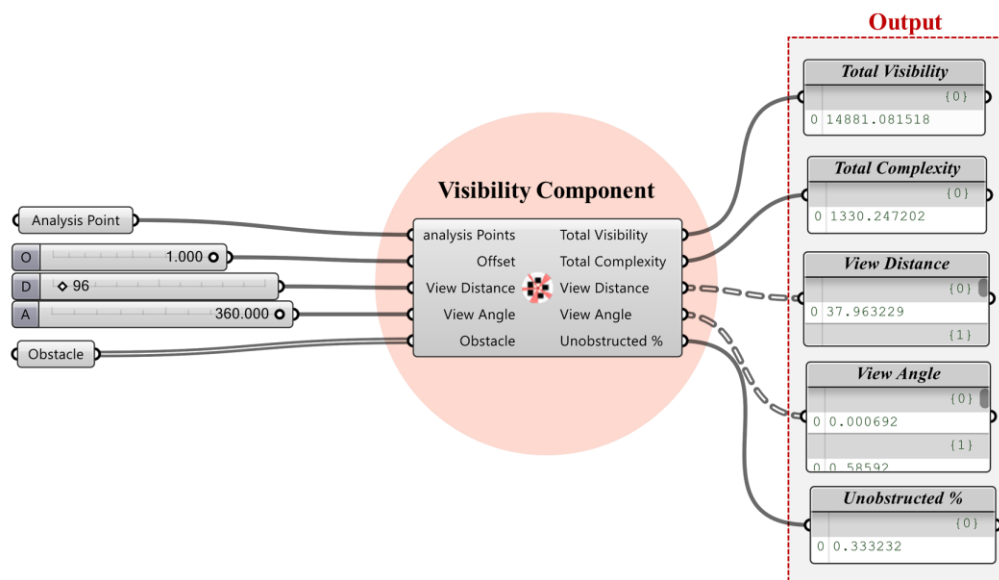 Output
Total Visibility
{0}
0 14881.081518
Total Complexity
{0}
0 1330.247202
View Distance
{0}
0 37.963229
{1}
View Angle
{0}
0 0.000692
{1}
0 0.58592
Unobstructed %
{0}
0 0.333232
Visibility Component
analysis Points Total Visibility
Offset Total Complexity
View Distance View Distance
View Angle View Angle
Obstacle Unobstructed %
Analysis Point
O 1.000
D 96
A 360.000
Obstacle